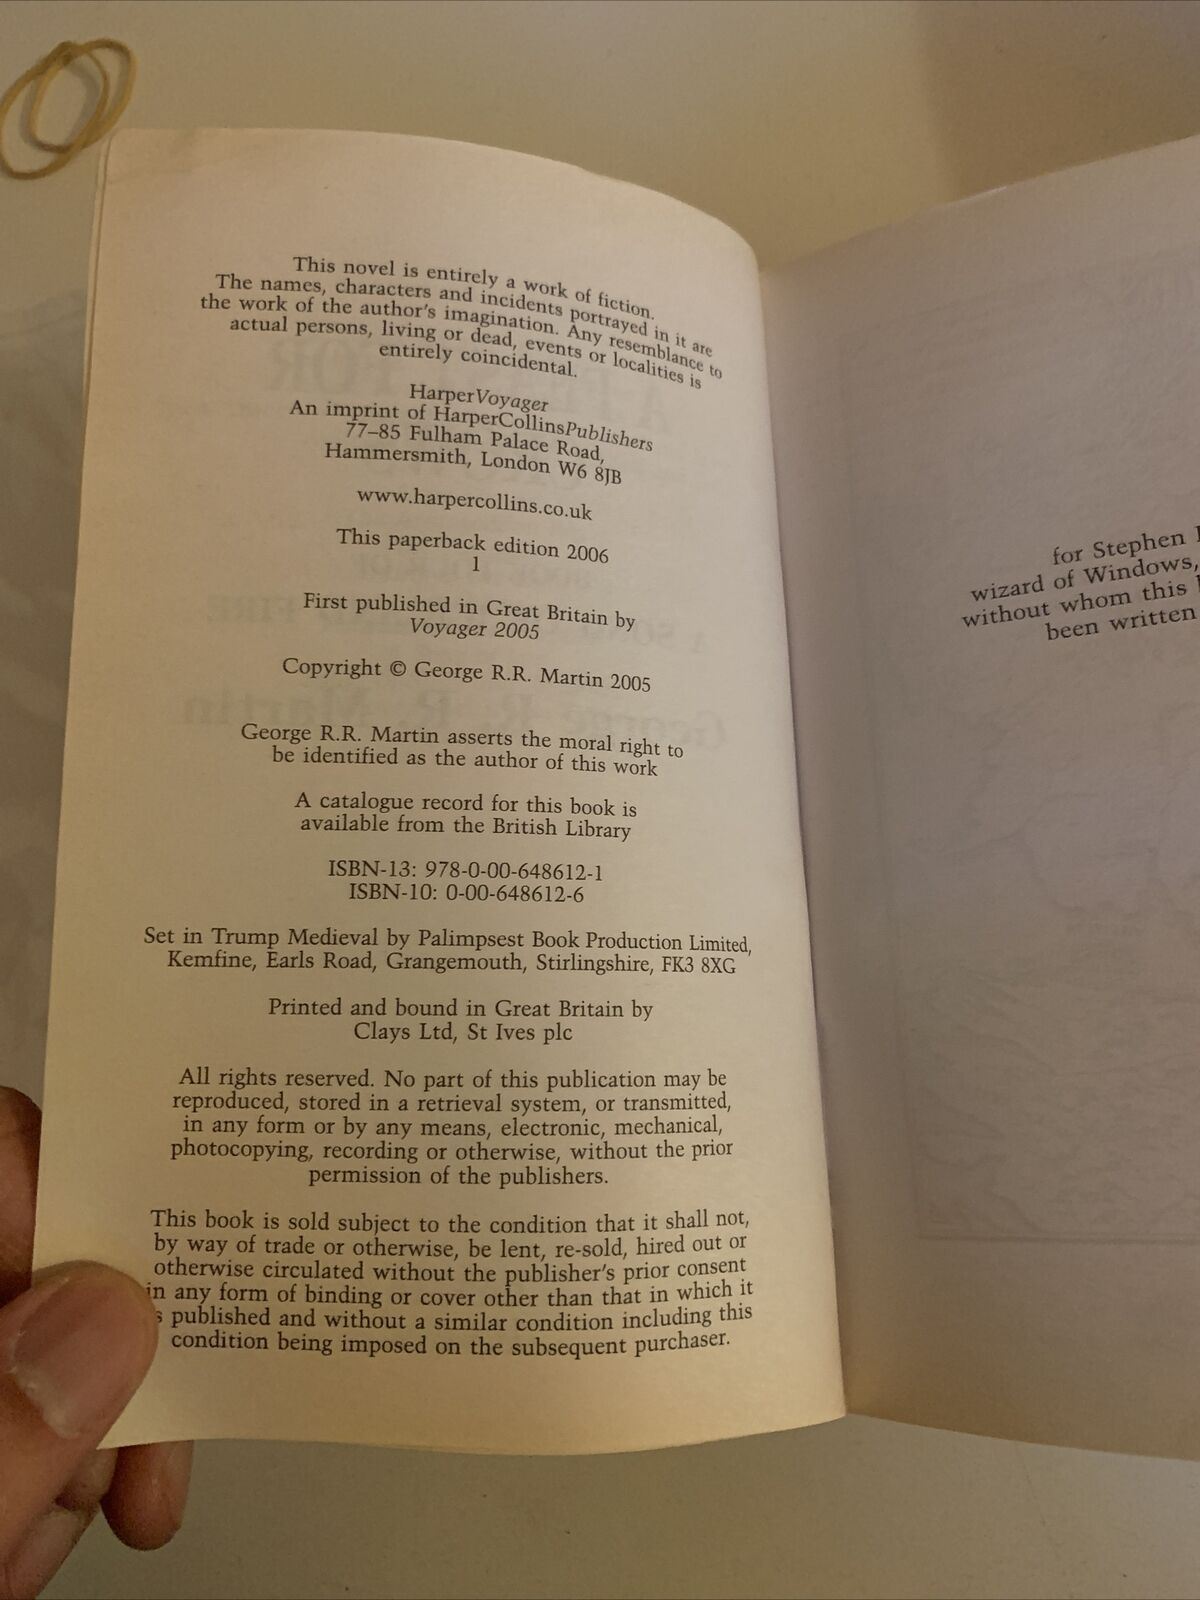 This novel is entirely a work of fiction.
The names, characters and incidents portrayed in it are
the work of the author's imagination. Any resemblance to
actual persons, living or dead, events or localities is
entirely coincidental.
HarperVoyager
An imprint of HarperCollinsPublishers
77–85 Fulham Palace Road,
Hammersmith, London W6 8JB
www.harpercollins.co.uk
This paperback edition 2006
1
First published in Great Britain by
Voyager 2005
Copyright © George R.R. Martin 2005
George R.R. Martin asserts the moral right to
be identified as the author of this work
A catalogue record for this book is
available from the British Library
ISBN-13: 978-0-00-648612-1
ISBN-10: 0-00-648612-6
Set in Trump Medieval by Palimpsest Book Production Limited,
Kemfine, Earls Road, Grangemouth, Stirlingshire, FK3 8XG
Printed and bound in Great Britain by
Clays Ltd, St Ives plc
All rights reserved. No part of this publication may be
reproduced, stored in a retrieval system, or transmitted,
in any form or by any means, electronic, mechanical,
photocopying, recording or otherwise, without the prior
permission of the publishers.
This book is sold subject to the condition that it shall not,
by way of trade or otherwise, be lent, re-sold, hired out or
otherwise circulated without the publisher's prior consent
in any form of binding or cover other than that in which it
published and without a similar condition including this
condition being imposed on the subsequent purchaser.
for Stephen
wizard of Windows,
without whom this
been written